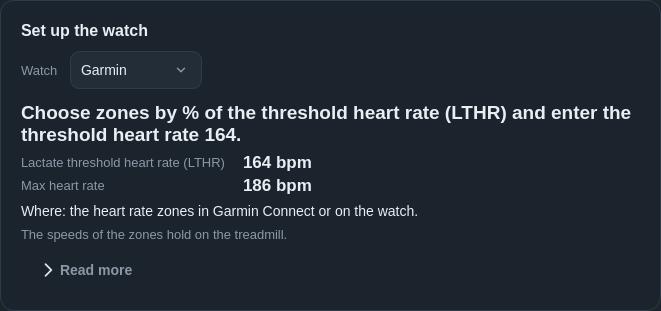 Set up the watch
Watch Garmin
Choose zones by % of the threshold heart rate (LTHR) and enter the
threshold heart rate 164.
Lactate threshold heart rate (LTHR) 164 bpm
Max heart rate 186 bpm
Where: the heart rate zones in Garmin Connect or on the watch.
The speeds of the zones hold on the treadmill.
Read more